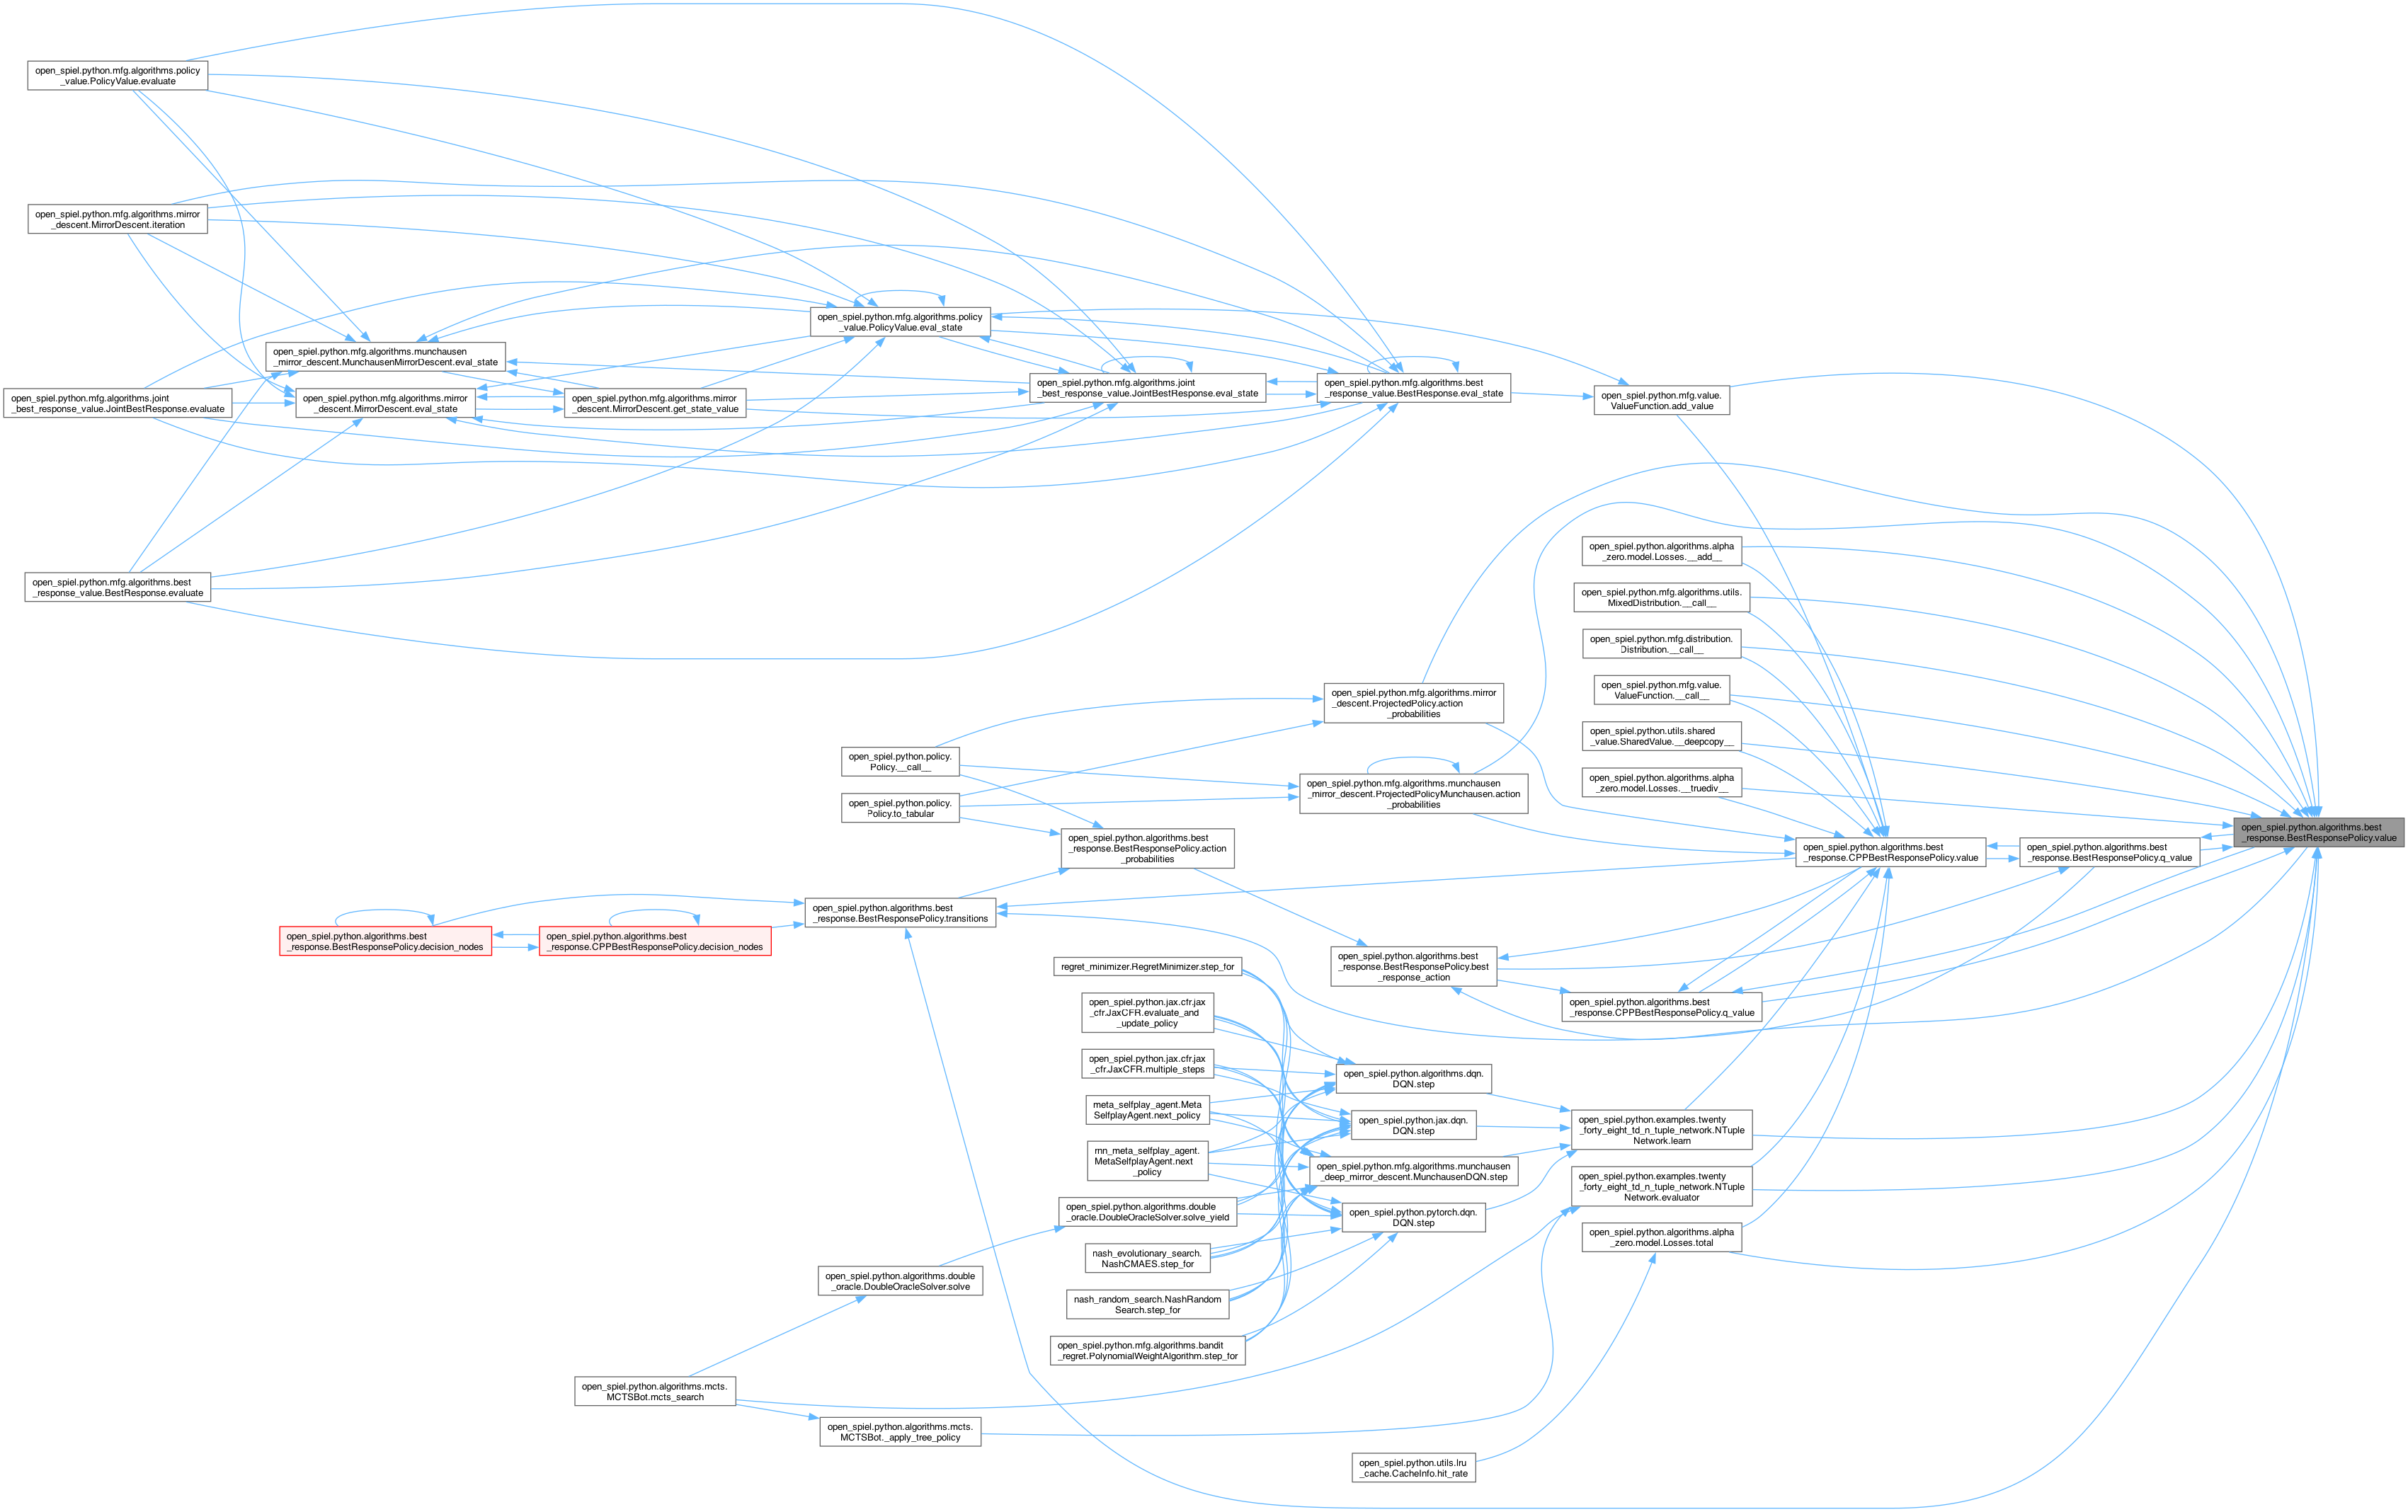 open_spiel.python.mfg.algorithms.policy
_value.PolicyValue.evaluate
open_spiel.python.mfg.algorithms.mirror
_descent.MirrorDescent.iteration
open_spiel.python.mfg.algorithms.policy
_value.PolicyValue.eval_state
open_spiel.python.mfg.algorithms.munchausen
_mirror_descent.MunchausenMirrorDescent.eval_state
open_spiel.python.mfg.algorithms.joint
_best_response_value.JointBestResponse.evaluate
open_spiel.python.mfg.algorithms.mirror
_descent.MirrorDescent.eval_state
open_spiel.python.mfg.algorithms.mirror
_descent.MirrorDescent.get_state_value
open_spiel.python.mfg.algorithms.joint
_best_response_value.JointBestResponse.eval_state
open_spiel.python.mfg.algorithms.best
_response_value.BestResponse.eval_state
open_spiel.python.mfg.value.
ValueFunction.add_value
open_spiel.python.mfg.algorithms.best
_response_value.BestResponse.evaluate
open_spiel.python.algorithms.alpha
_zero.model.Losses.__add__
open_spiel.python.mfg.algorithms.utils.
MixedDistribution.__call__
open_spiel.python.mfg.distribution.
Distribution.__call__
open_spiel.python.mfg.value.
ValueFunction.__call__
open_spiel.python.mfg.algorithms.mirror
_descent.ProjectedPolicy.action
_probabilities
open_spiel.python.utils.shared
_value.SharedValue.__deepcopy__
open_spiel.python.policy.
Policy.__call__
open_spiel.python.algorithms.alpha
_zero.model.Losses.__truediv__
open_spiel.python.mfg.algorithms.munchausen
_mirror_descent.ProjectedPolicyMunchausen.action
_probabilities
open_spiel.python.policy.
Policy.to_tabular
open_spiel.python.algorithms.best
_response.BestResponsePolicy.value
open_spiel.python.algorithms.best
_response.BestResponsePolicy.action
_probabilities
open_spiel.python.algorithms.best
_response.CPPBestResponsePolicy.value
open_spiel.python.algorithms.best
_response.BestResponsePolicy.q_value
open_spiel.python.algorithms.best
_response.BestResponsePolicy.transitions
open_spiel.python.algorithms.best
_response.BestResponsePolicy.decision_nodes
open_spiel.python.algorithms.best
_response.CPPBestResponsePolicy.decision_nodes
open_spiel.python.algorithms.best
_response.BestResponsePolicy.best
_response_action
regret_minimizer.RegretMinimizer.step_for
open_spiel.python.algorithms.best
_response.CPPBestResponsePolicy.q_value
open_spiel.python.jax.cfr.jax
_cfr.JaxCFR.evaluate_and
_update_policy
open_spiel.python.jax.cfr.jax
_cfr.JaxCFR.multiple_steps
open_spiel.python.algorithms.dqn.
DQN.step
meta_selfplay_agent.Meta
SelfplayAgent.next_policy
open_spiel.python.jax.dqn.
DQN.step
open_spiel.python.examples.twenty
_forty_eight_td_n_tuple_network.NTuple
Network.learn
rnn_meta_selfplay_agent.
MetaSelfplayAgent.next
_policy
open_spiel.python.mfg.algorithms.munchausen
_deep_mirror_descent.MunchausenDQN.step
open_spiel.python.examples.twenty
_forty_eight_td_n_tuple_network.NTuple
Network.evaluator
open_spiel.python.algorithms.double
_oracle.DoubleOracleSolver.solve_yield
open_spiel.python.pytorch.dqn.
DQN.step
open_spiel.python.algorithms.alpha
_zero.model.Losses.total
nash_evolutionary_search.
NashCMAES.step_for
open_spiel.python.algorithms.double
_oracle.DoubleOracleSolver.solve
nash_random_search.NashRandom
Search.step_for
open_spiel.python.mfg.algorithms.bandit
_regret.PolynomialWeightAlgorithm.step_for
open_spiel.python.algorithms.mcts.
MCTSBot.mcts_search
open_spiel.python.algorithms.mcts.
MCTSBot._apply_tree_policy
open_spiel.python.utils.lru
_cache.CacheInfo.hit_rate